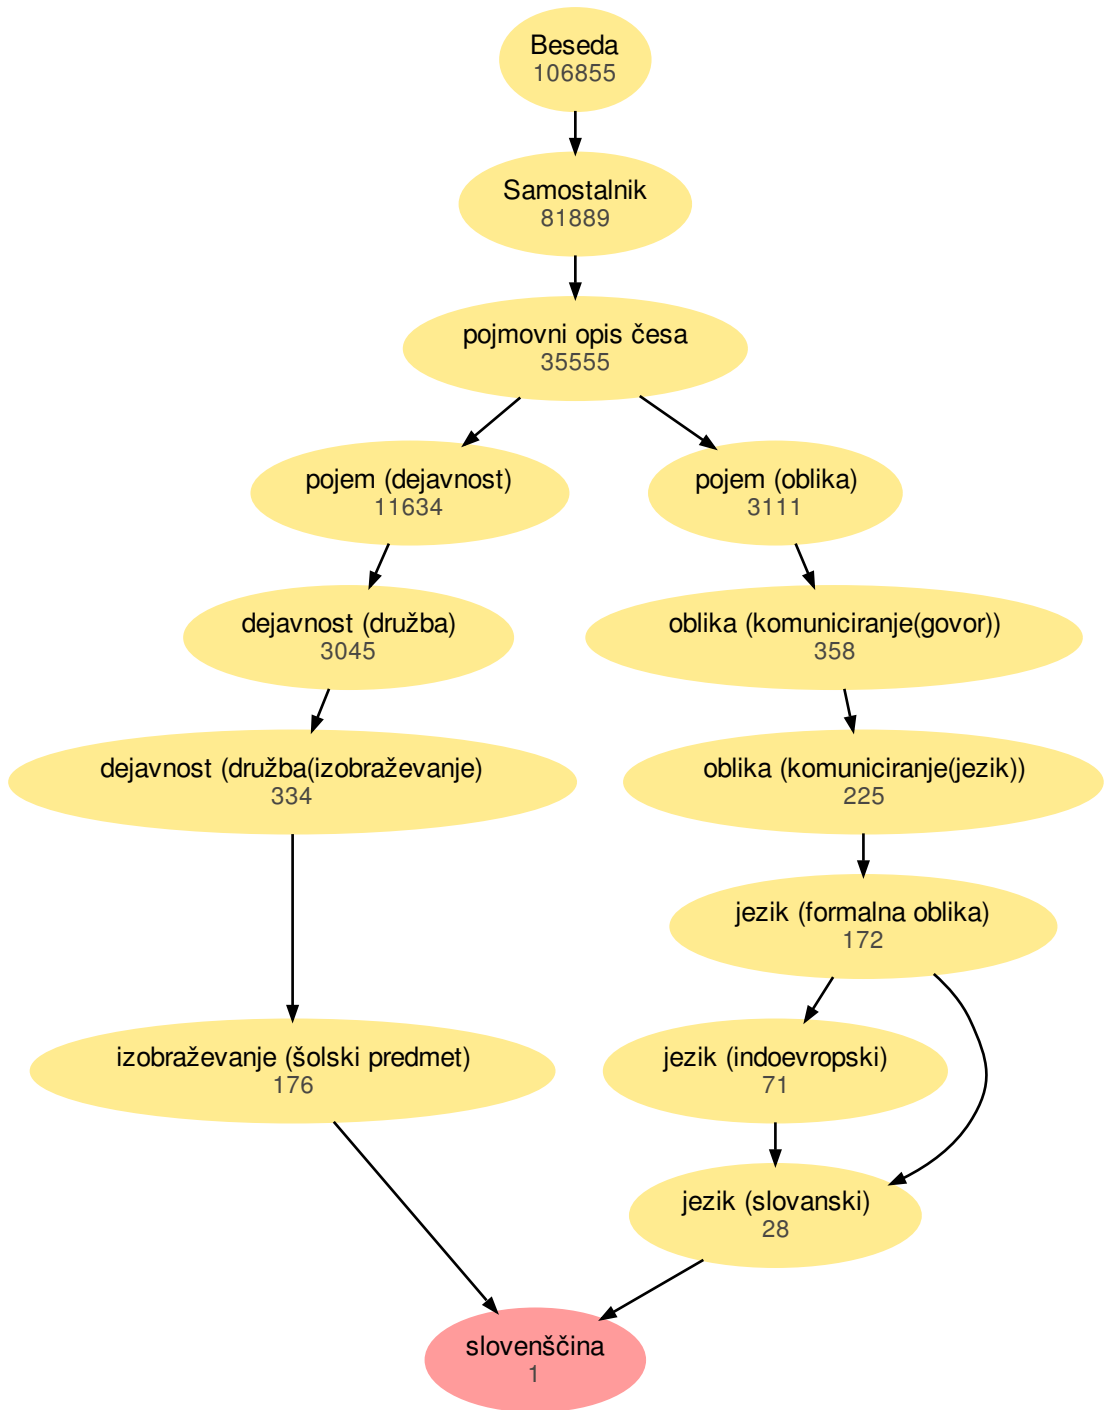 Beseda
106855
Samostalnik
81889
pojmovni opis česa
35555
pojem (dejavnost)
11634
pojem (oblika)
3111
dejavnost (družba)
3045
oblika (komuniciranje(govor))
358
dejavnost (družba(izobraževanje)
334
oblika (komuniciranje(jezik))
225
jezik (formalna oblika)
172
izobraževanje (šolski predmet)
176
jezik (indoevropski)
71
jezik (slovanski)
28
slovenščina
1